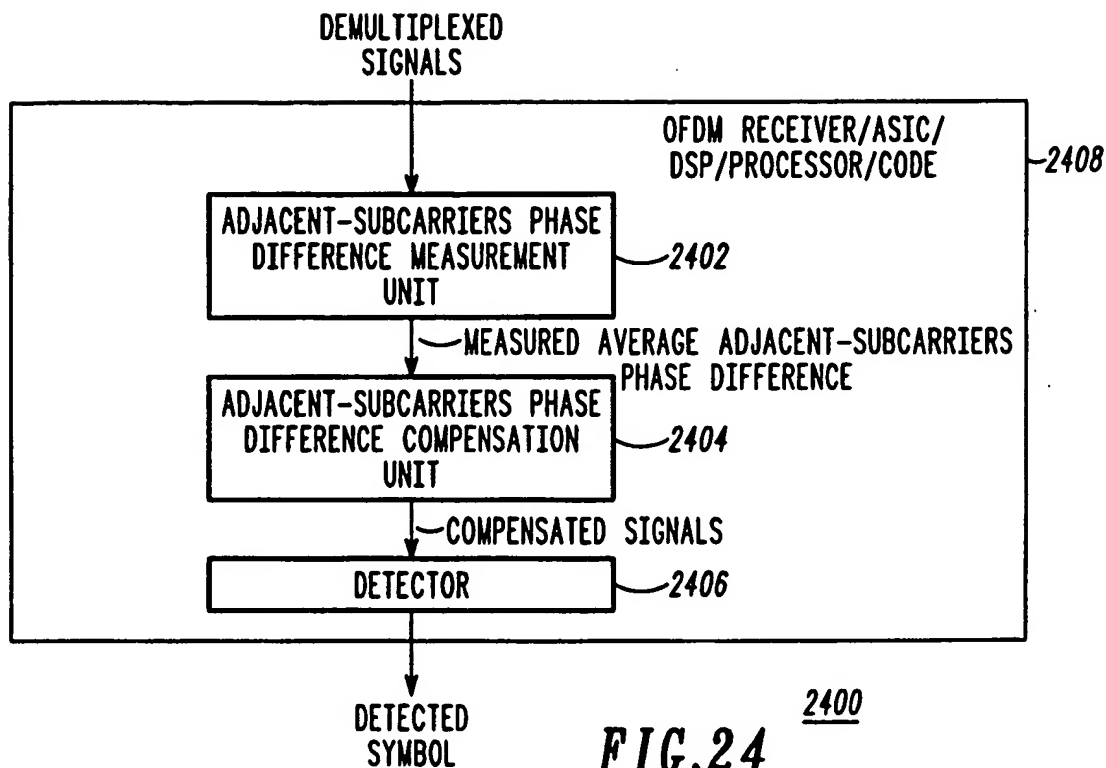 DEMULTIPLEXED
SIGNALS
OFDM RECEIVER/ASIC/
DSP/PROCESSOR/CODE
2408
ADJACENT-SUBCARRIERS PHASE
DIFFERENCE MEASUREMENT
UNIT
2402
MEASURED AVERAGE ADJACENT-SUBCARRIERS
PHASE DIFFERENCE
ADJACENT-SUBCARRIERS PHASE
DIFFERENCE COMPENSATION
UNIT
2404
COMPENSATED SIGNALS
DETECTOR
2406
DETECTED
SYMBOL
2400
FIG.24